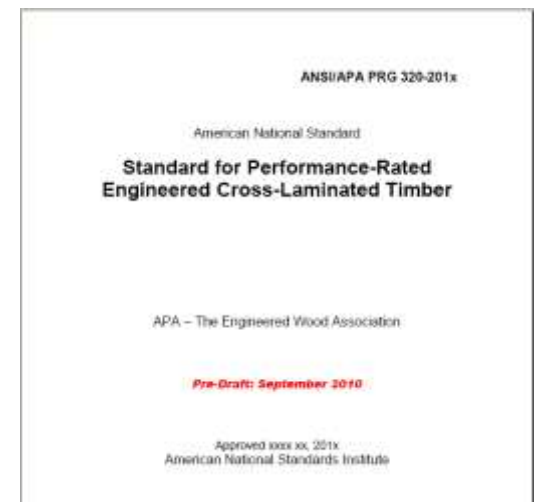 ANSI/APA PRG 320-201x
American National Standard
Standard for Performance-Rated
Engineered Cross-Laminated Timber
APA – The Engineered Wood Association
Pre-Draft: September 2010
Approved xxxx xx, 201x
American National Standards Institute